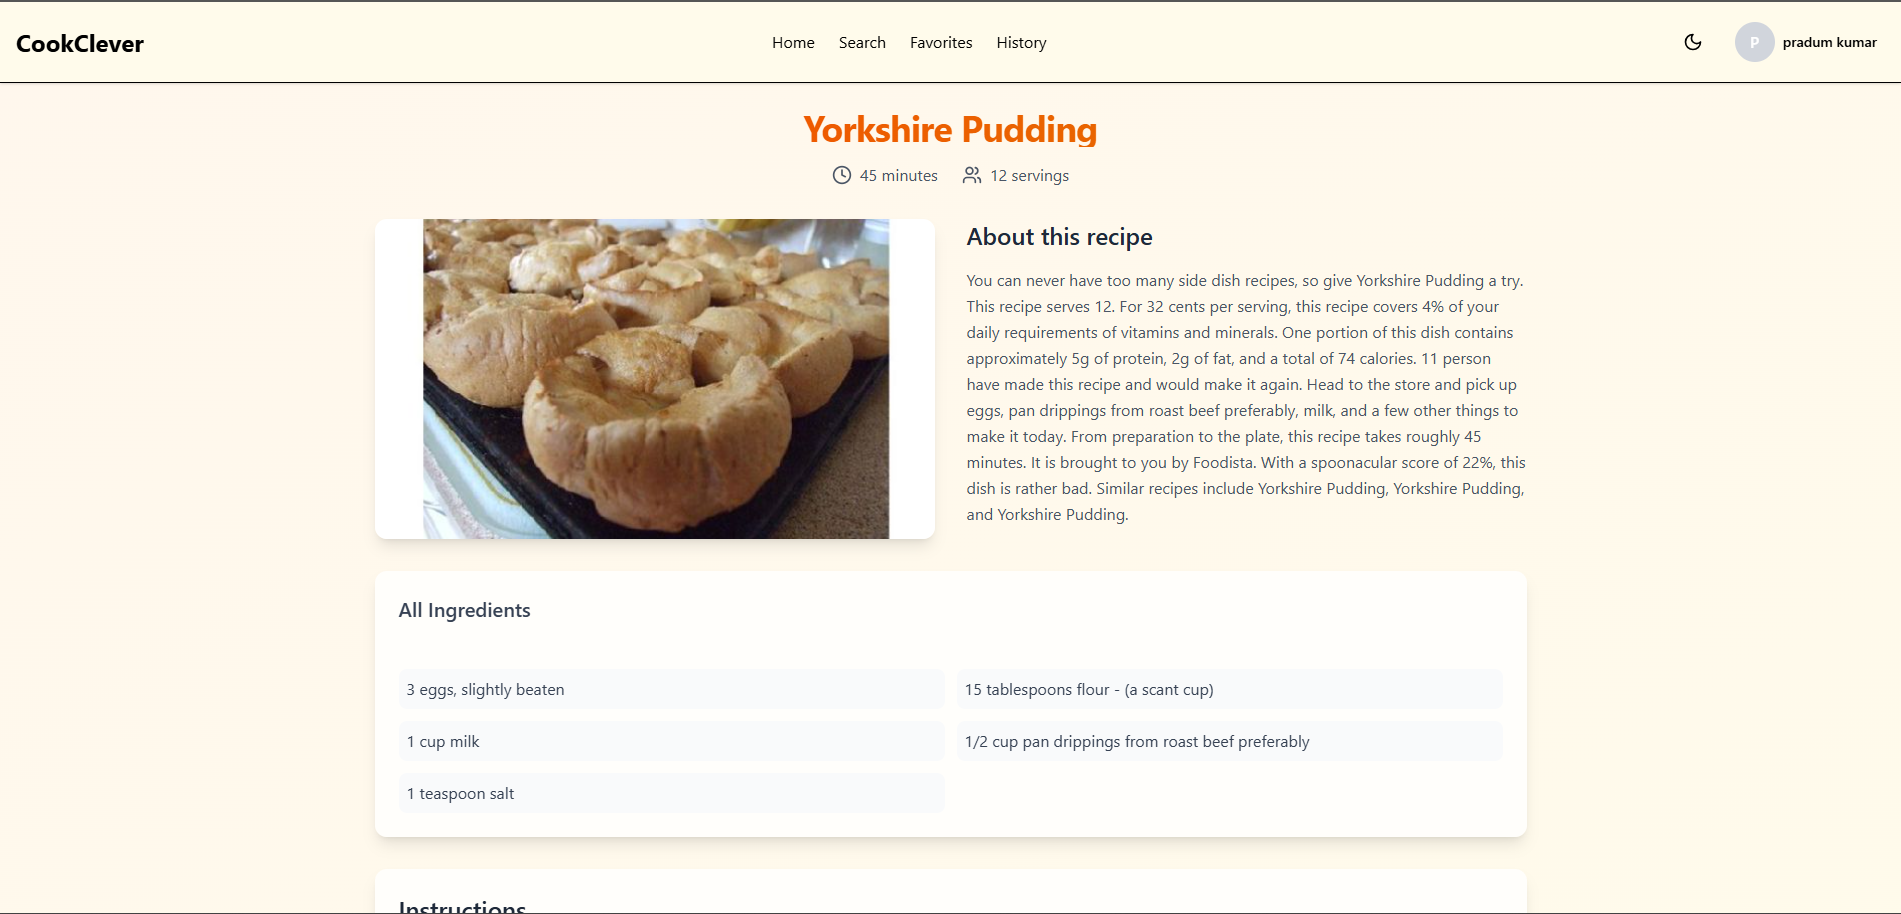 CookClever
Home
Search
Favorites
History
P
pradum kumar
Yorkshire Pudding
45 minutes
12 servings
About this recipe
You can never have too many side dish recipes, so give Yorkshire Pudding a try.
This recipe serves 12. For 32 cents per serving, this recipe covers 4% of your
daily requirements of vitamins and minerals. One portion of this dish contains
approximately 5g of protein, 2g of fat, and a total of 74 calories. 11 person
have made this recipe and would make it again. Head to the store and pick up
eggs, pan drippings from roast beef preferably, milk, and a few other things to
make it today. From preparation to the plate, this recipe takes roughly 45
minutes. It is brought to you by Foodista. With a spoonacular score of 22%, this
dish is rather bad. Similar recipes include Yorkshire Pudding, Yorkshire Pudding,
and Yorkshire Pudding.
All Ingredients
3 eggs, slightly beaten
15 tablespoons flour - (a scant cup)
1 cup milk
1/2 cup pan drippings from roast beef preferably
1 teaspoon salt
Instructions